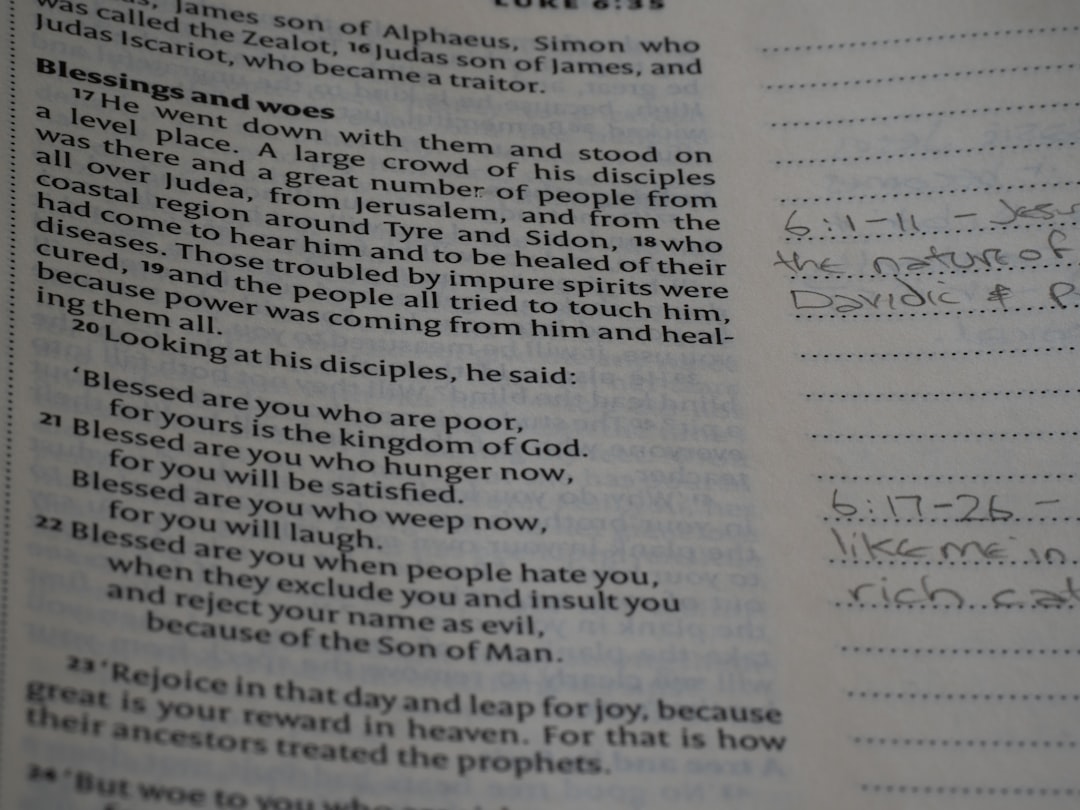 LUKE 6:35
James son of Alphaeus, Simon who
was called the Zealot, 16 Judas son of James, and
Judas Iscariot, who became a traitor.
Blessings and woes
17 He went down with them and stood on
a level place. A large crowd of his disciples
was there and a great number of people from
all over Judea, from Jerusalem, and from the
coastal region around Tyre and Sidon, 18 who
had come to hear him and to be healed of their
diseases. Those troubled by impure spirits were
cured, 19 and the people all tried to touch him,
because power was coming from him and heal-
ing them all.
20 Looking at his disciples, he said:
‘Blessed are you who are poor,
for yours is the kingdom of God.
21 Blessed are you who hunger now,
for you will be satisfied.
Blessed are you who weep now,
for you will laugh.
22 Blessed are you when people hate you,
when they exclude you and insult you
and reject your name as evil,
because of the Son of Man.
23 ‘Rejoice in that day and leap for joy, because
great is your reward in heaven. For that is how
their ancestors treated the prophets.
24 ‘But woe to you who
6:1-11 - Jesu
the nature of
Davidic & P
6:17-26 -
like me in
rich